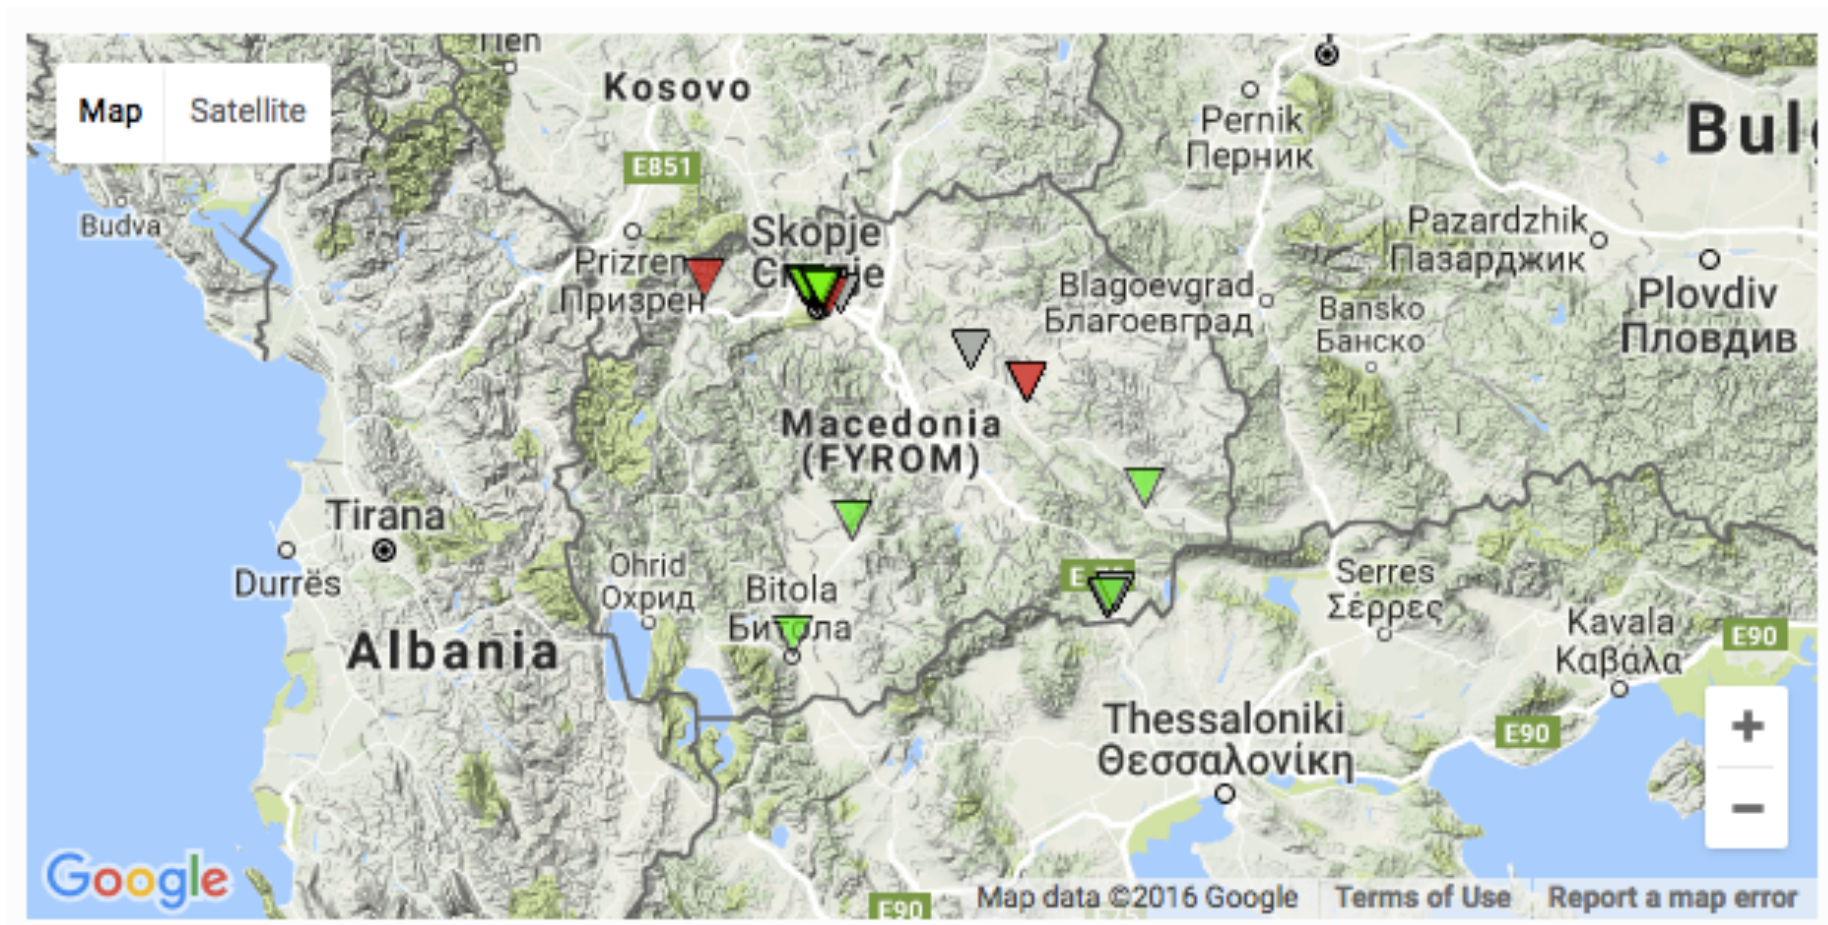 Map
Satellite
Kosovo
E851
Pernik
Перник
Budva
Skopje
Prizren
Призрен
Pazardzhik
Пазарджик
Blagoevgrad
Благоевград
Bansko
Банско
Plovdiv
Пловдив
Macedonia
(FYROM)
Tirana
Durrës
Ohrid
Охрид
Bitola
Битола
Albania
Serres
Σέρρες
Kavala
Καβάλα
E90
Thessaloniki
Θεσσαλονίκη
E90
+
−
Google
E90
E75
Map data ©2016 Google
Terms of Use
Report a map error